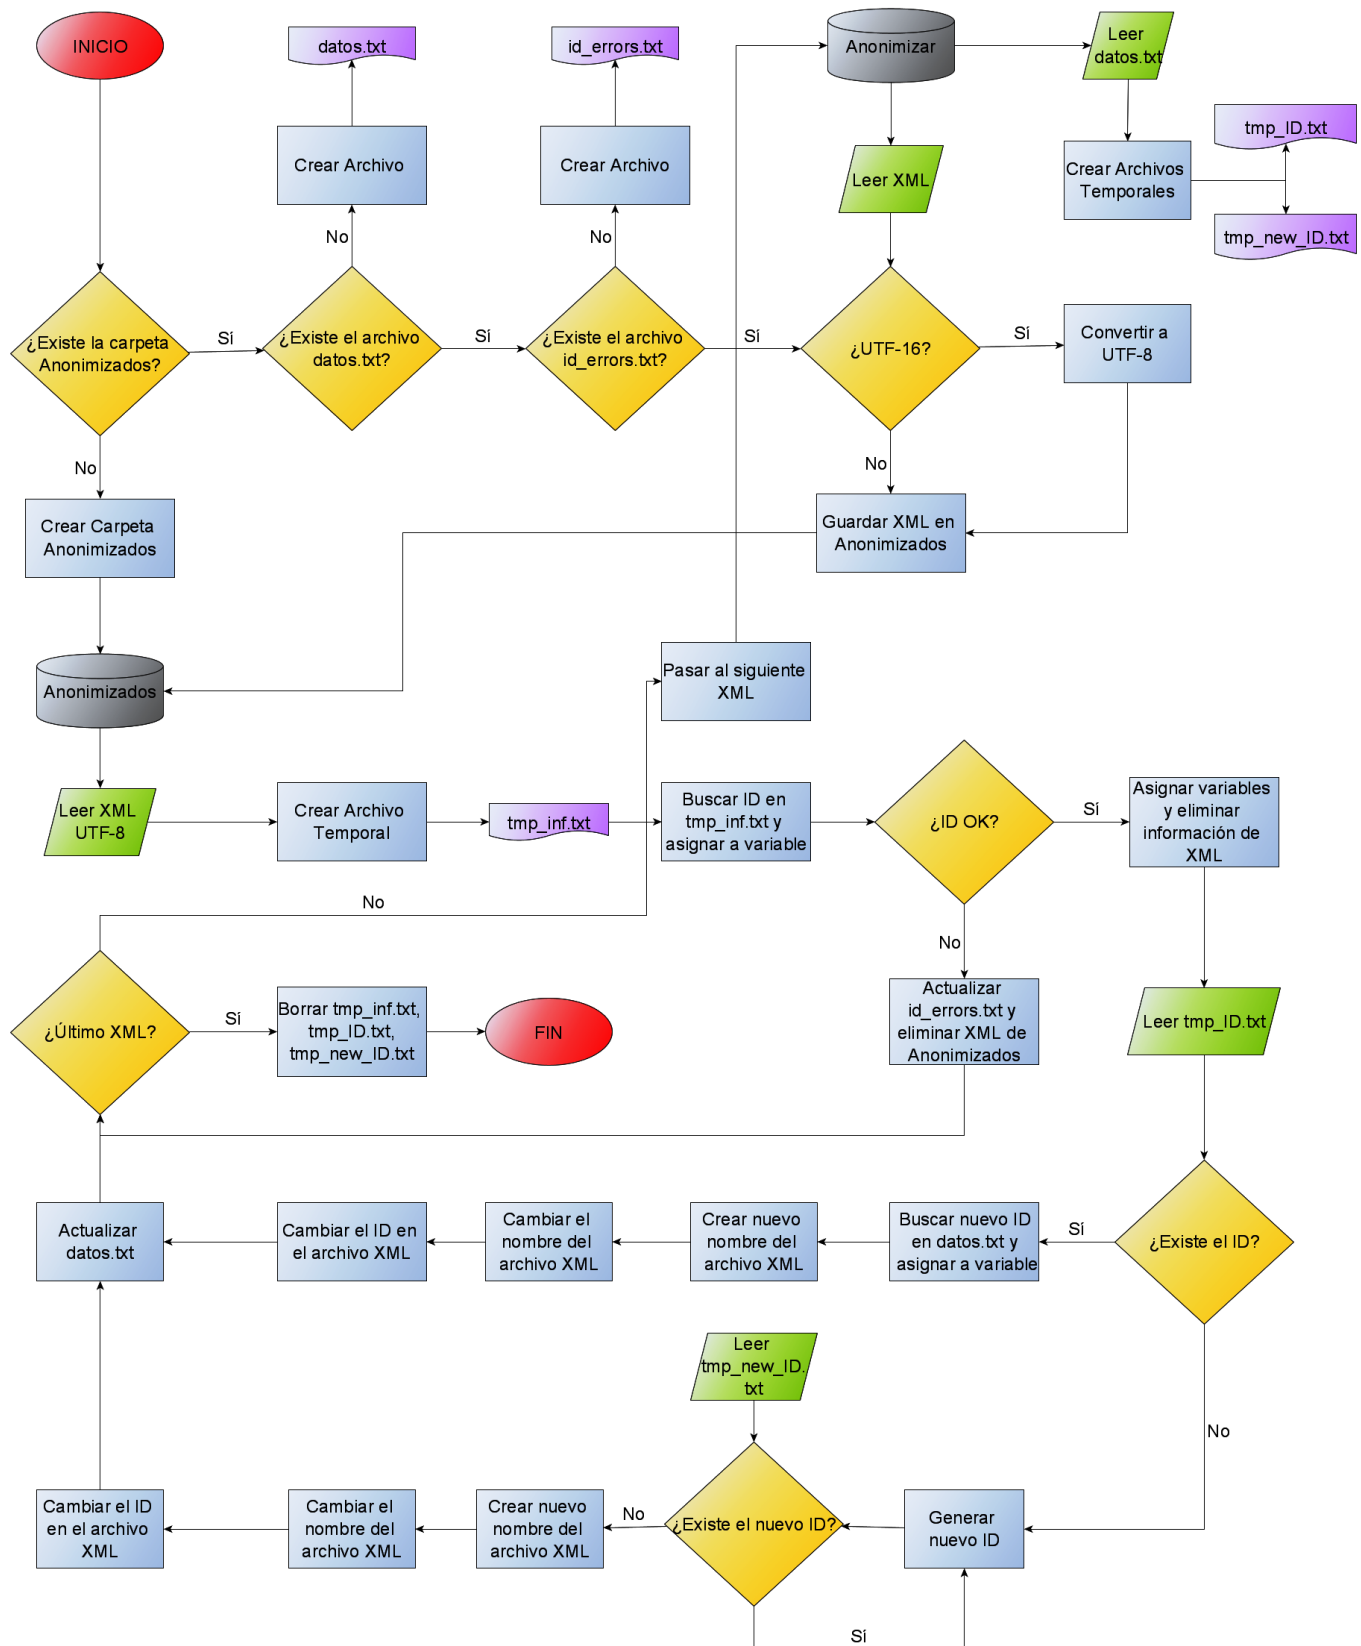 INICIO
datos.txt
id_errors.txt
Anonimizar
Leer
datos.txt
Crear Archivo
Crear Archivo
Leer XML
Crear Archivos
Temporales
tmp_ID.txt
tmp_new_ID.txt
No
No
¿Existe la carpeta
Anonimizados?
Sí
¿Existe el archivo
datos.txt?
Sí
¿Existe el archivo
id_errors.txt?
Sí
¿UTF-16?
Sí
Convertir a
UTF-8
No
No
Crear Carpeta
Anonimizados
Guardar XML en
Anonimizados
Anonimizados
Pasar al siguiente
XML
Leer XML
UTF-8
Crear Archivo
Temporal
tmp_inf.txt
Buscar ID en
tmp_inf.txt y
asignar a variable
¿ID OK?
Sí
Asignar variables
y eliminar
información de
XML
No
No
¿Último XML?
Sí
Borrar tmp_inf.txt,
tmp_ID.txt,
tmp_new_ID.txt
FIN
Actualizar
id_errors.txt y
eliminar XML de
Anonimizados
Leer tmp_ID.txt
Actualizar
datos.txt
Cambiar el ID en
el archivo XML
Cambiar el
nombre del
archivo XML
Crear nuevo
nombre del
archivo XML
Buscar nuevo ID
en datos.txt y
asignar a variable
Sí
¿Existe el ID?
Leer
tmp_new_ID.
txt
No
Cambiar el ID
en el archivo
XML
Cambiar el
nombre del
archivo XML
Crear nuevo
nombre del
archivo XML
No
¿Existe el nuevo ID?
Generar
nuevo ID
Sí